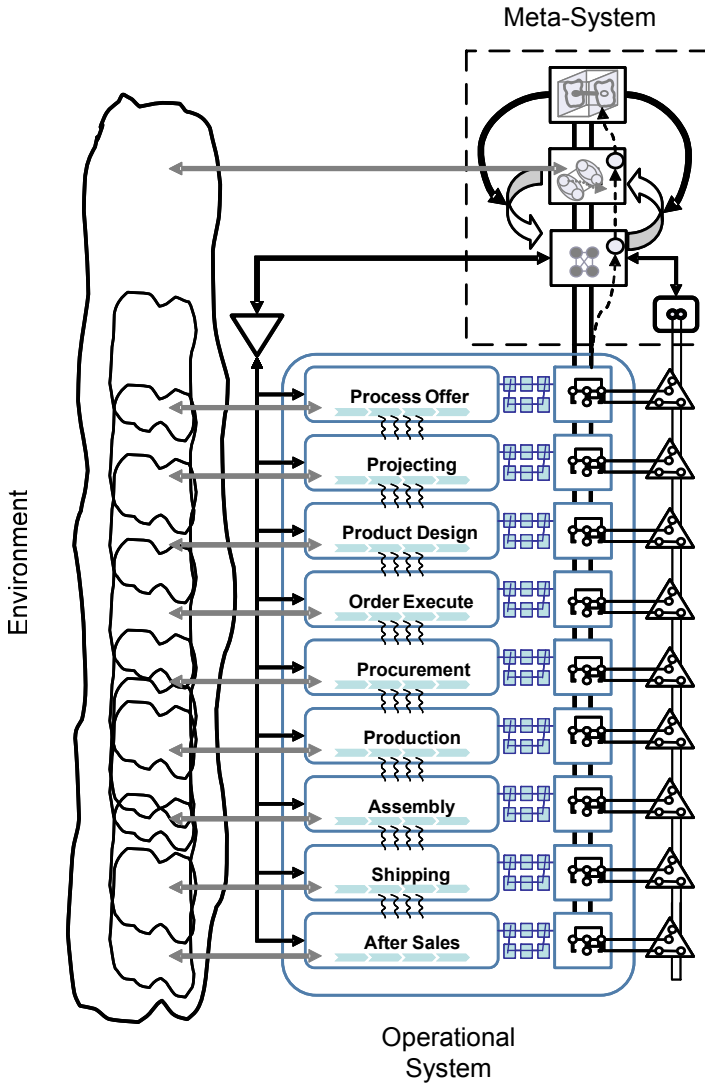 Meta-System
Environment
Process Offer
Projecting
Product Design
Order Execute
Procurement
Production
Assembly
Shipping
After Sales
Operational
System